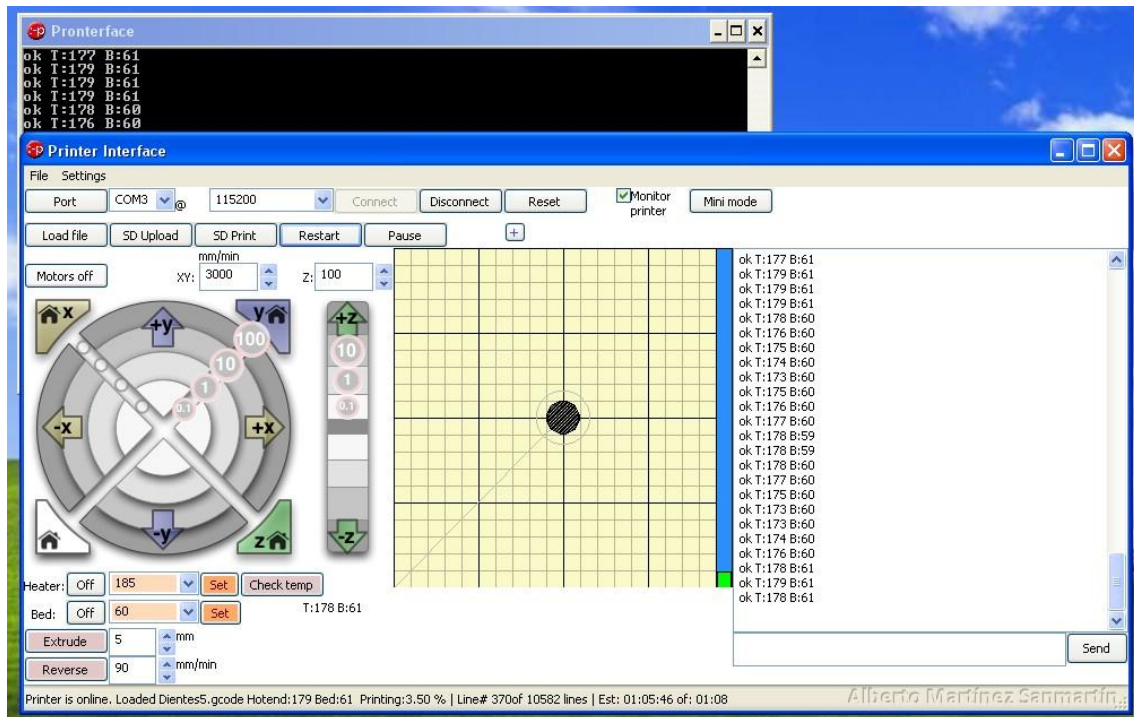 Pronterface
ok T:177 B:61
ok T:179 B:61
ok T:179 B:61
ok T:179 B:61
ok T:178 B:60
ok T:176 B:60
Printer Interface
File Settings
Port COM3 @ 115200 Connect Disconnect Reset Monitor printer Mini mode
Load file SD Upload SD Print Restart Pause +
mm/min
Motors off XY: 3000 Z: 100
x +y y 100 10 1 0.1 -x +x -y z
+z 10 1 0.1 -z
Heater: Off 185 Set Check temp
Bed: Off 60 Set T:178 B:61
Extrude 5 mm
Reverse 90 mm/min
ok T:177 B:61
ok T:179 B:61
ok T:179 B:61
ok T:179 B:61
ok T:178 B:60
ok T:176 B:60
ok T:175 B:60
ok T:174 B:60
ok T:173 B:60
ok T:175 B:60
ok T:176 B:60
ok T:177 B:60
ok T:178 B:59
ok T:178 B:59
ok T:178 B:60
ok T:177 B:60
ok T:175 B:60
ok T:173 B:60
ok T:173 B:60
ok T:174 B:60
ok T:176 B:60
ok T:178 B:61
ok T:179 B:61
ok T:178 B:61
Send
Printer is online. Loaded Dientes5.gcode Hotend:179 Bed:61 Printing:3.50 % | Line# 370of 10582 lines | Est: 01:05:46 of: 01:08
Alberto Martínez Sanmartín